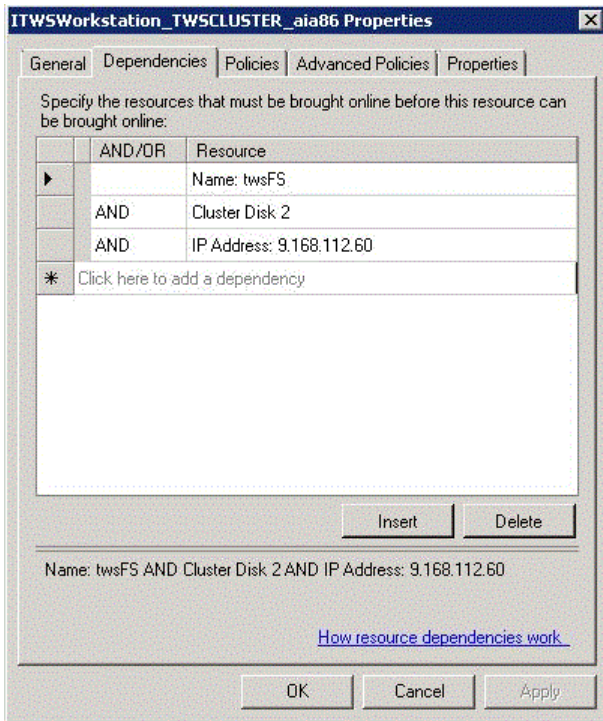 ITWSWorkstation_TWSCLUSTER_aia86 Properties
General Dependencies Policies Advanced Policies Properties
Specify the resources that must be brought online before this resource can
be brought online:
AND/OR Resource
Name: twsFS
AND Cluster Disk 2
AND IP Address: 9.168.112.60
Click here to add a dependency
Insert Delete
Name: twsFS AND Cluster Disk 2 AND IP Address: 9.168.112.60
How resource dependencies work
OK Cancel Apply